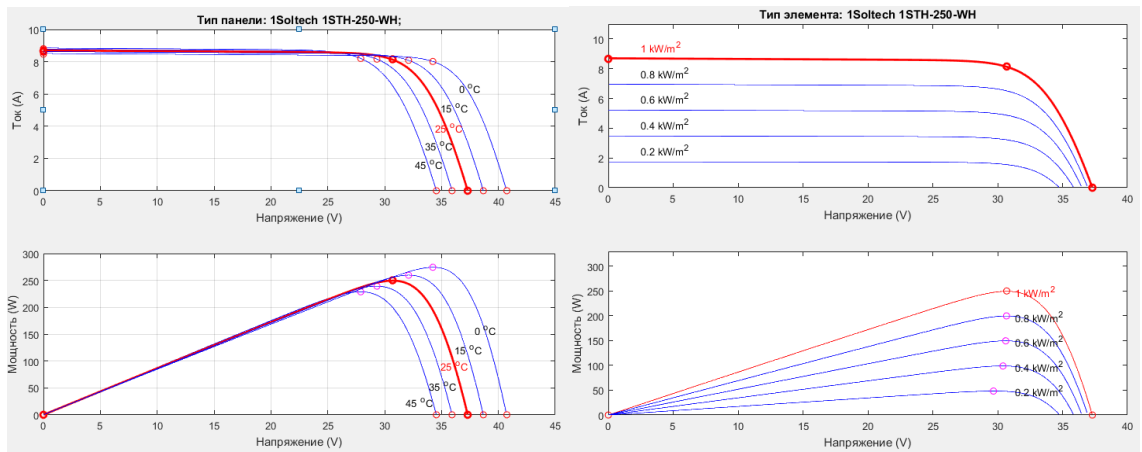 Тип панели: 1Soltech 1STH-250-WH;
10
8
6
4
2
0
Ток (А)
0 °C
15 °C
25 °C
35 °C
45 °C
0 5 10 15 20 25 30 35 40 45
Напряжение (V)
Тип элемента: 1Soltech 1STH-250-WH
10
8
6
4
2
0
Ток (А)
1 kW/m²
0.8 kW/m²
0.6 kW/m²
0.4 kW/m²
0.2 kW/m²
0 5 10 15 20 25 30 35 40
Напряжение (V)
300
250
200
150
100
50
0
Мощность (W)
0 °C
15 °C
25 °C
35 °C
45 °C
0 5 10 15 20 25 30 35 40 45
Напряжение (V)
300
250
200
150
100
50
0
Мощность (W)
1 kW/m²
0.8 kW/m²
0.6 kW/m²
0.4 kW/m²
0.2 kW/m²
0 5 10 15 20 25 30 35 40
Напряжение (V)